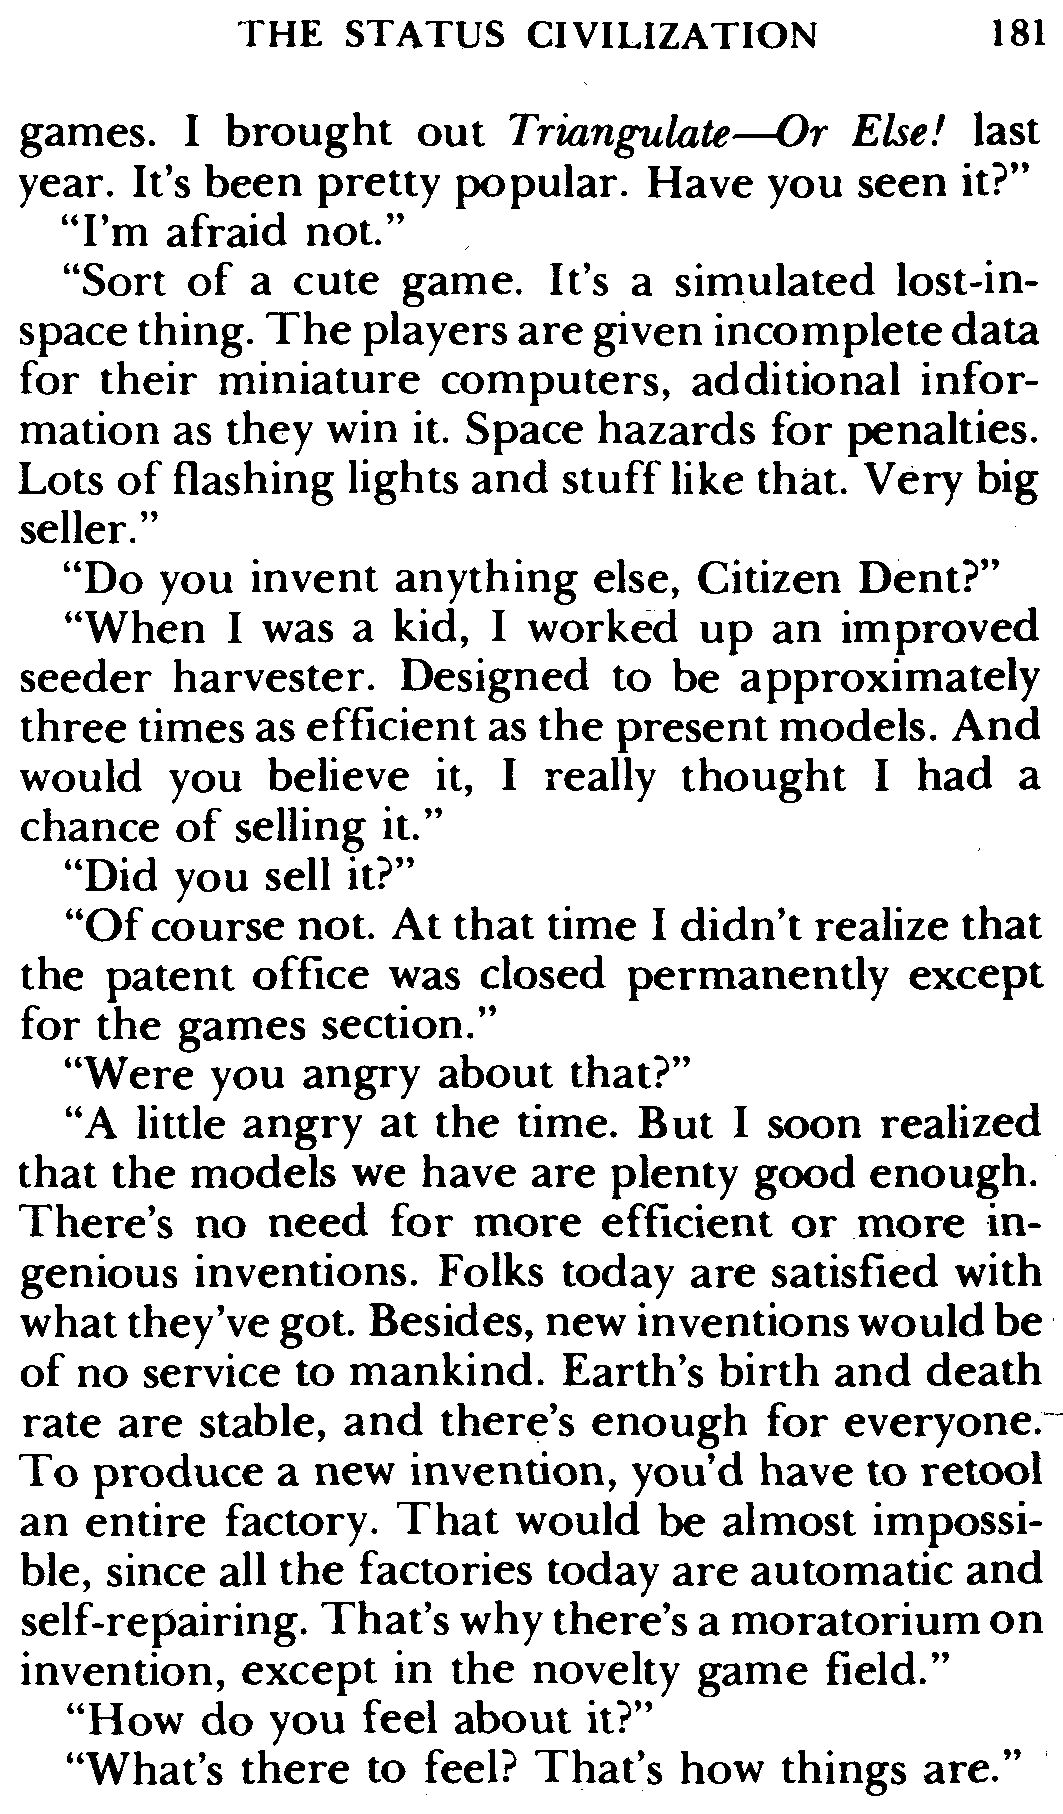 THE STATUS CIVILIZATION 181
games. I brought out Triangulate—Or Else! last
year. It's been pretty popular. Have you seen it?”
“I'm afraid not.”
“Sort of a cute game. It's a simulated lost-in-
space thing. The players are given incomplete data
for their miniature computers, additional infor-
mation as they win it. Space hazards for penalties.
Lots of flashing lights and stuff like that. Very big
seller.”
“Do you invent anything else, Citizen Dent?”
“When I was a kid, I worked up an improved
seeder harvester. Designed to be approximately
three times as efficient as the present models. And
would you believe it, I really thought I had a
chance of selling it.”
“Did you sell it?”
“Of course not. At that time I didn't realize that
the patent office was closed permanently except
for the games section.”
“Were you angry about that?”
“A little angry at the time. But I soon realized
that the models we have are plenty good enough.
There's no need for more efficient or more in-
genious inventions. Folks today are satisfied with
what they've got. Besides, new inventions would be
of no service to mankind. Earth's birth and death
rate are stable, and there's enough for everyone.
To produce a new invention, you'd have to retool
an entire factory. That would be almost impossi-
ble, since all the factories today are automatic and
self-repairing. That's why there's a moratorium on
invention, except in the novelty game field.”
“How do you feel about it?”
“What's there to feel? That's how things are.”